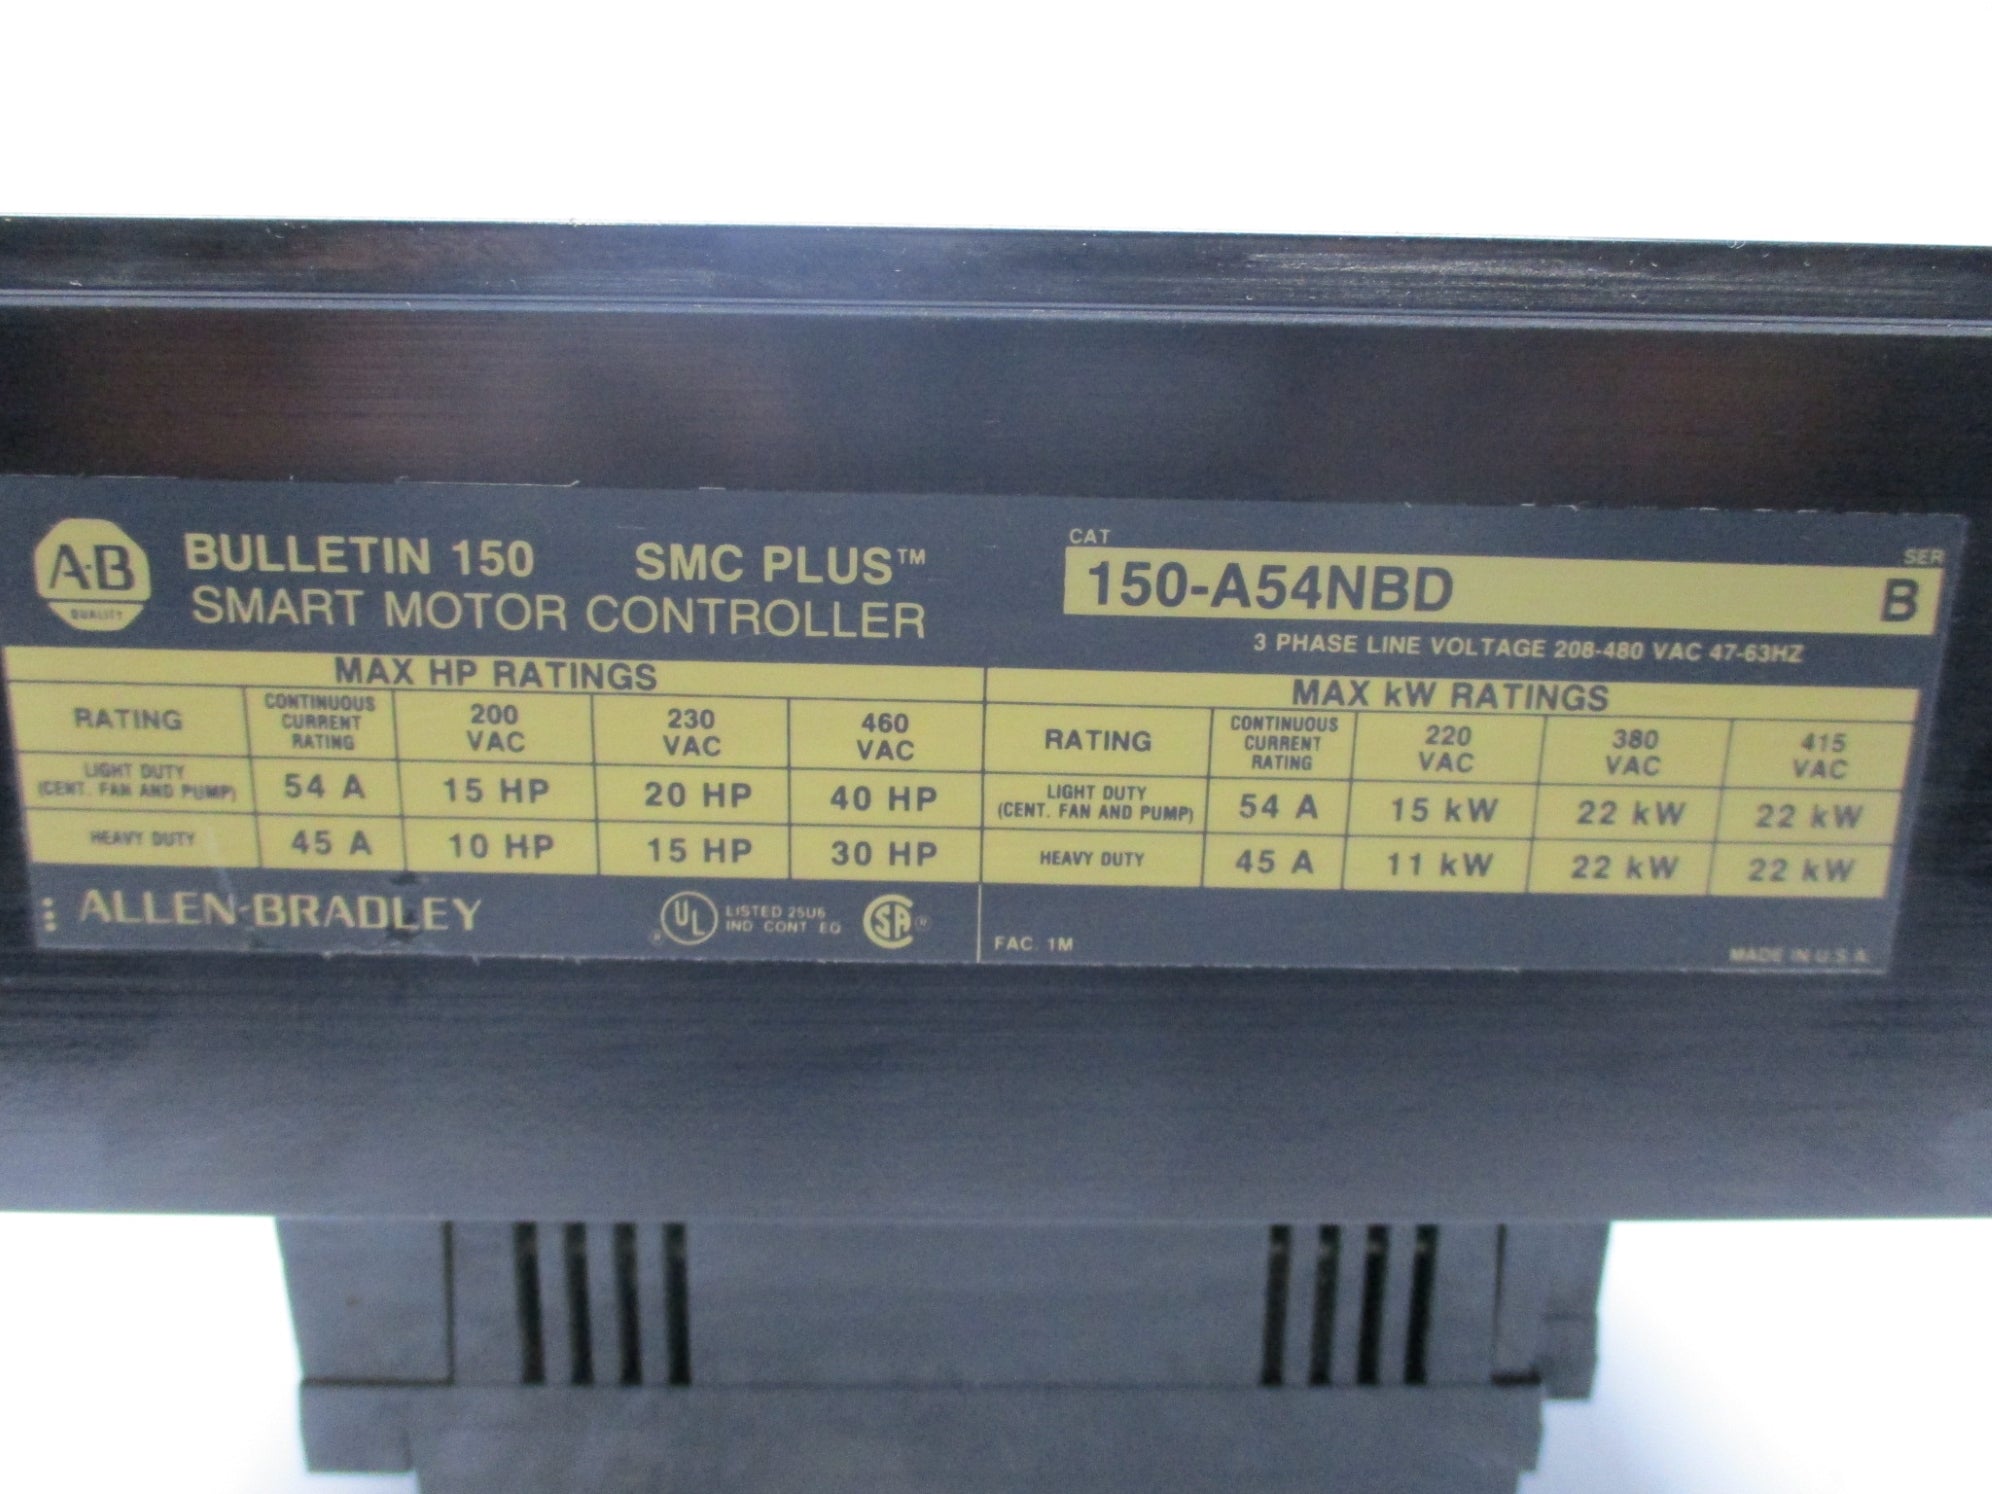 A-B
QUALITY
BULLETIN 150 SMC PLUS™
SMART MOTOR CONTROLLER
CAT
SER
150-A54NBD B
3 PHASE LINE VOLTAGE 208-480 VAC 47-63HZ
MAX HP RATINGS
RATING CONTINUOUS CURRENT RATING 200 VAC 230 VAC 460 VAC
LIGHT DUTY (CENT. FAN AND PUMP) 54 A 15 HP 20 HP 40 HP
HEAVY DUTY 45 A 10 HP 15 HP 30 HP
MAX kW RATINGS
RATING CONTINUOUS CURRENT RATING 220 VAC 380 VAC 415 VAC
LIGHT DUTY (CENT. FAN AND PUMP) 54 A 15 kW 22 kW 22 kW
HEAVY DUTY 45 A 11 kW 22 kW 22 kW
ALLEN-BRADLEY
UL ®
LISTED 25U6
IND CONT EQ
SA ®
FAC. 1M
MADE IN U.S.A.